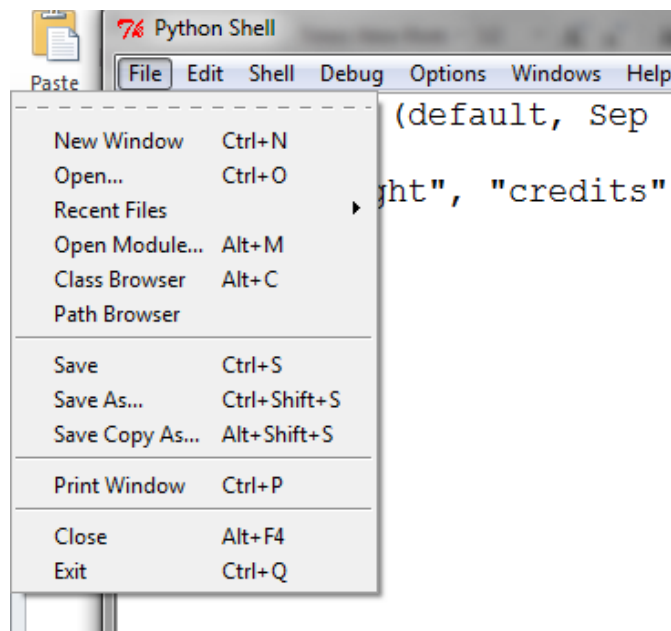 Paste
Python Shell
File Edit Shell Debug Options Windows Help
(default, Sep
ght", "credits"
New Window Ctrl+N
Open... Ctrl+O
Recent Files
Open Module... Alt+M
Class Browser Alt+C
Path Browser
Save Ctrl+S
Save As... Ctrl+Shift+S
Save Copy As... Alt+Shift+S
Print Window Ctrl+P
Close Alt+F4
Exit Ctrl+Q